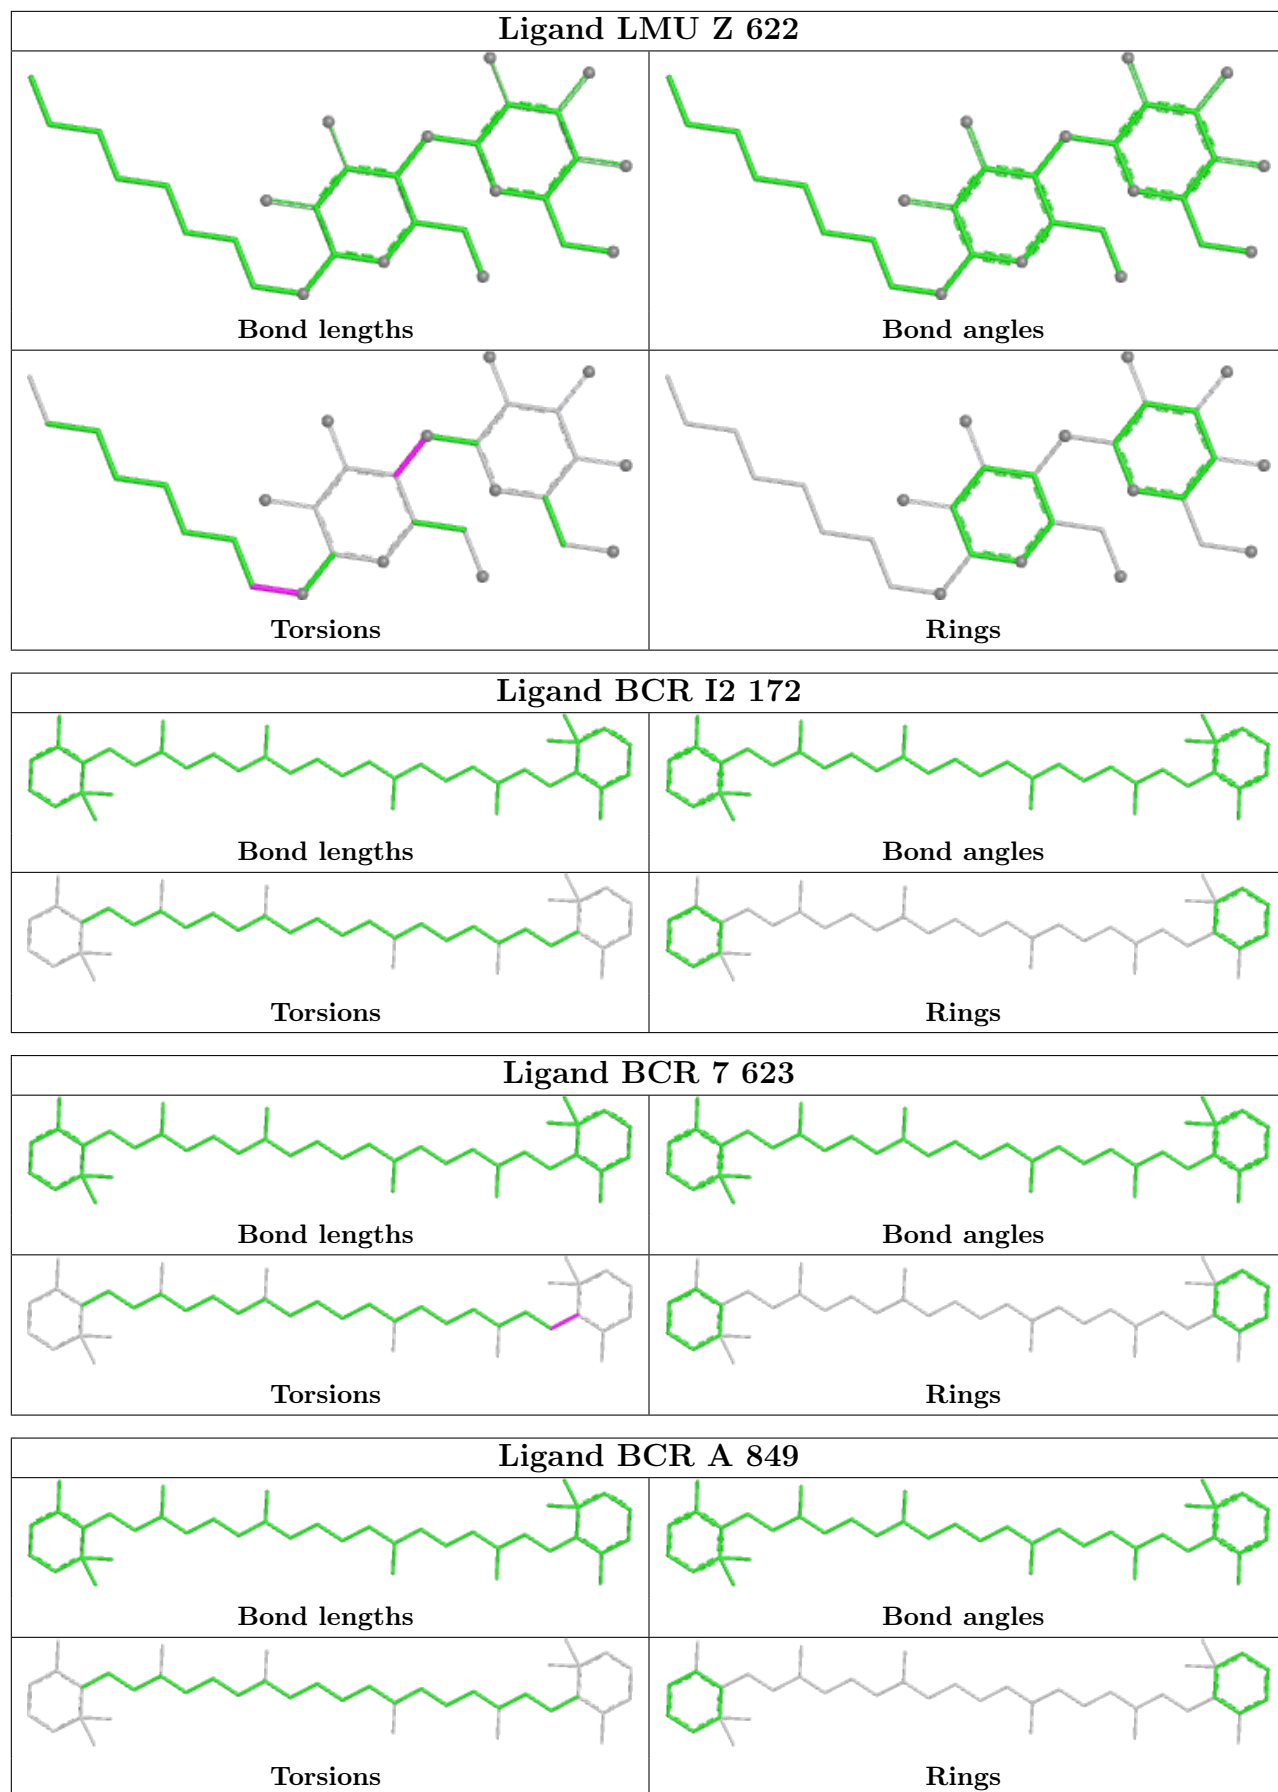 Ligand LMU Z 622
Bond lengths
Bond angles
Torsions
Rings
Ligand BCR I2 172
Bond lengths
Bond angles
Torsions
Rings
Ligand BCR 7 623
Bond lengths
Bond angles
Torsions
Rings
Ligand BCR A 849
Bond lengths
Bond angles
Torsions
Rings